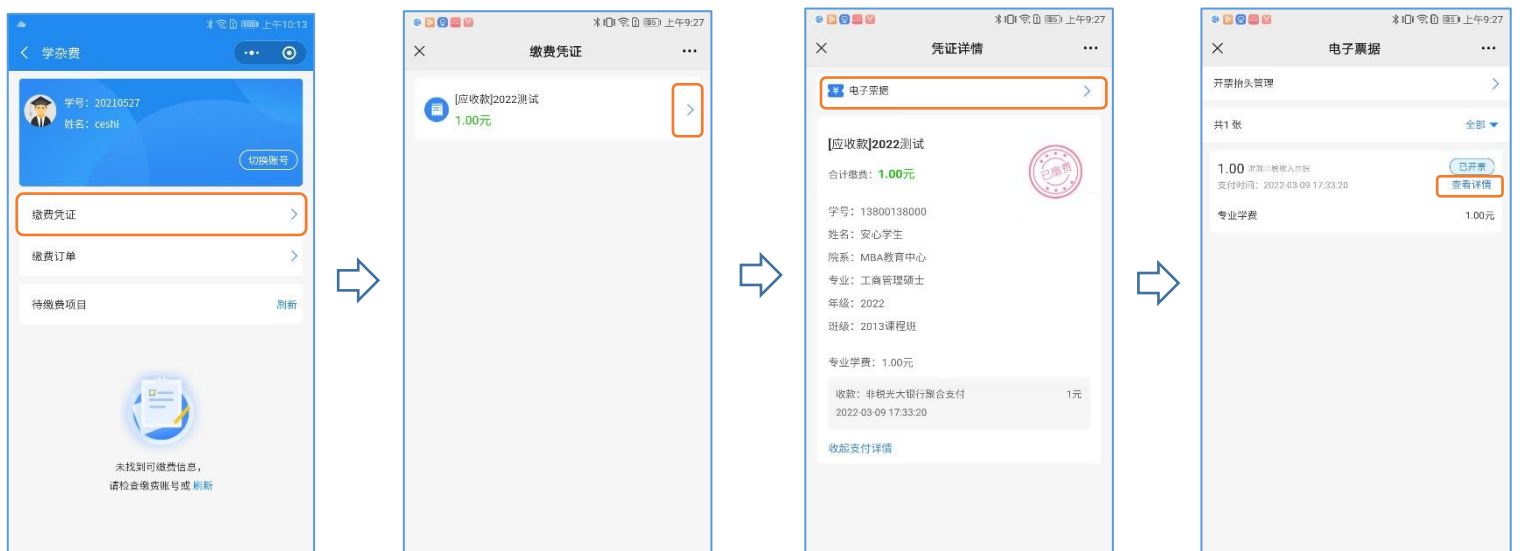 上午10:13
学杂费
学号：20210527
姓名：ceshi
切换账号
缴费凭证
缴费订单
待缴费项目 刷新
未找到可缴费信息，
请检查缴费账号或 刷新
上午9:27
缴费凭证
[应收款]2022测试
1.00元
上午9:27
凭证详情
电子票据
[应收款]2022测试
合计缴费：1.00元
已缴费
学号：13800138000
姓名：安心学生
院系：MBA教育中心
专业：工商管理硕士
年级：2022
班级：2013课程班
专业学费：1.00元
收款：非税光大银行聚合支付 1元
2022-03-09 17:33:20
收起支付详情
上午9:27
电子票据
开票抬头管理
共1 张 全部
1.00 已开票
支付时间：2022-03-09 17:33:20 查看详情
专业学费 1.00元